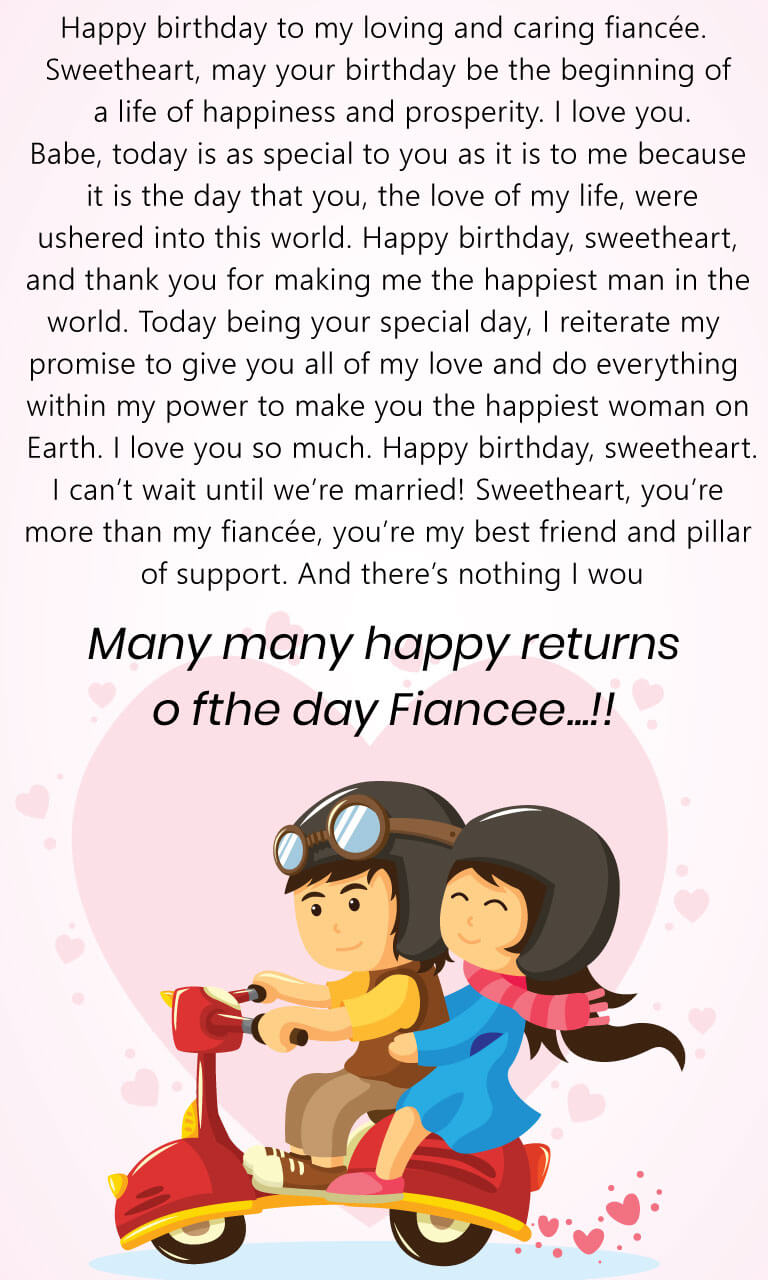 Happy birthday to my loving and caring fiancée.
Sweetheart, may your birthday be the beginning of
a life of happiness and prosperity. I love you.
Babe, today is as special to you as it is to me because
it is the day that you, the love of my life, were
ushered into this world. Happy birthday, sweetheart,
and thank you for making me the happiest man in the
world. Today being your special day, I reiterate my
promise to give you all of my love and do everything
within my power to make you the happiest woman on
Earth. I love you so much. Happy birthday, sweetheart.
I can’t wait until we’re married! Sweetheart, you’re
more than my fiancée, you’re my best friend and pillar
of support. And there’s nothing I wou
Many many happy returns
o fthe day Fiancee...!!